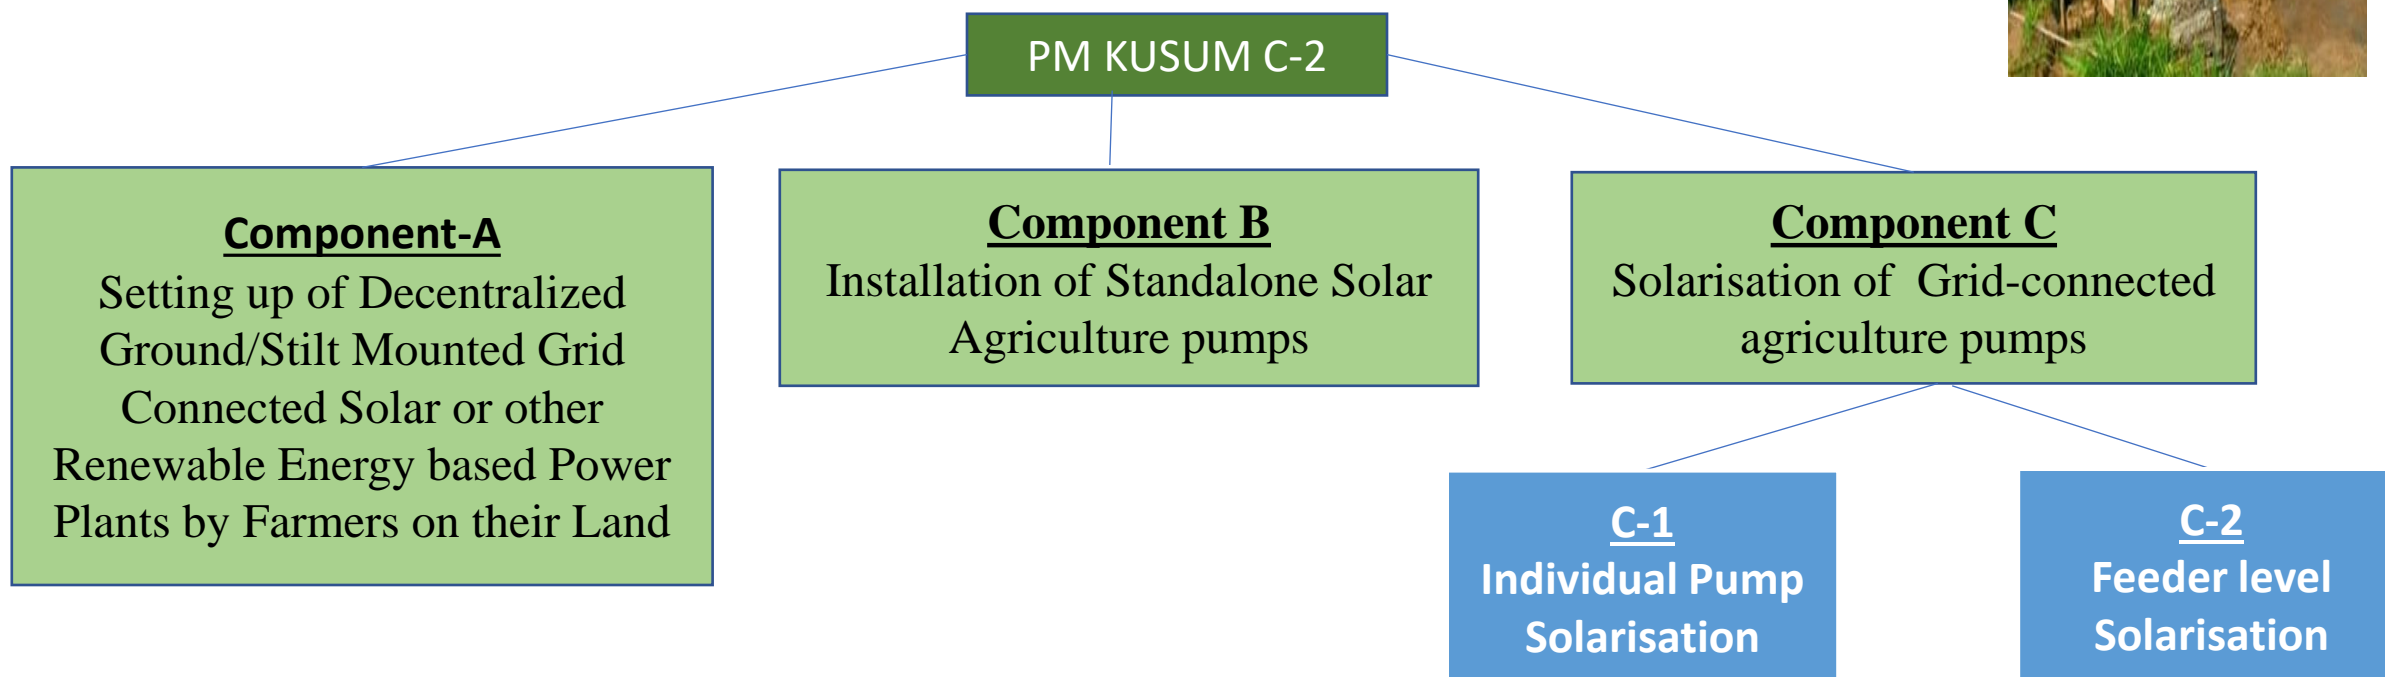 PM KUSUM C-2
Component-A
Setting up of Decentralized
Ground/Stilt Mounted Grid
Connected Solar or other
Renewable Energy based Power
Plants by Farmers on their Land
Component B
Installation of Standalone Solar
Agriculture pumps
Component C
Solarisation of Grid-connected
agriculture pumps
C-1
Individual Pump
Solarisation
C-2
Feeder level
Solarisation